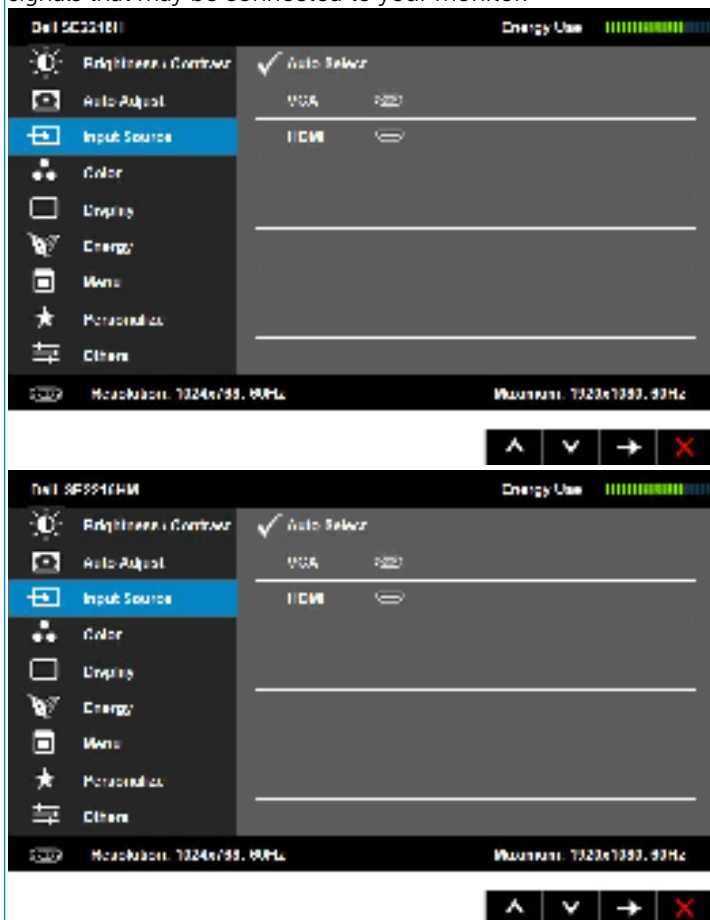 signals that may be connected to your monitor.
Dell SE2216H Energy Use
Brightness / Contrast Auto Select
Auto Adjust VGA
Input Source HDMI
Color
Display
Energy
Menu
Personalize
Others
Resolution: 1024x768, 60Hz Maximum: 1920x1080, 60Hz
Dell SE2216HM Energy Use
Brightness / Contrast Auto Select
Auto Adjust VGA
Input Source HDMI
Color
Display
Energy
Menu
Personalize
Others
Resolution: 1024x768, 60Hz Maximum: 1920x1080, 60Hz